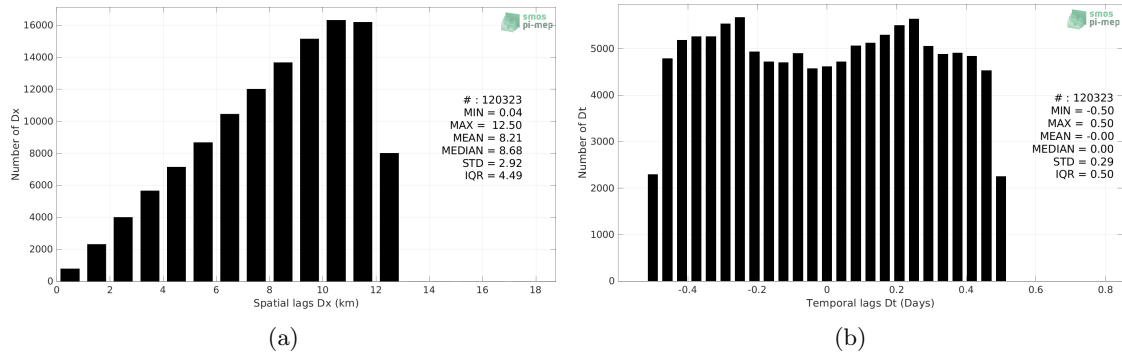 16000
14000
12000
10000
8000
6000
4000
2000
0
Number of Dx
0 2 4 6 8 10 12 14 16 18
Spatial lags Dx (km)
smos
pi-mep
# : 120323
MIN = 0.04
MAX = 12.50
MEAN = 8.21
MEDIAN = 8.68
STD = 2.92
IQR = 4.49
(a)
5000
4000
3000
2000
1000
0
Number of Dt
-0.4 -0.2 0 0.2 0.4 0.6 0.8
Temporal lags Dt (Days)
smos
pi-mep
# : 120323
MIN = -0.50
MAX = 0.50
MEAN = -0.00
MEDIAN = 0.00
STD = 0.29
IQR = 0.50
(b)